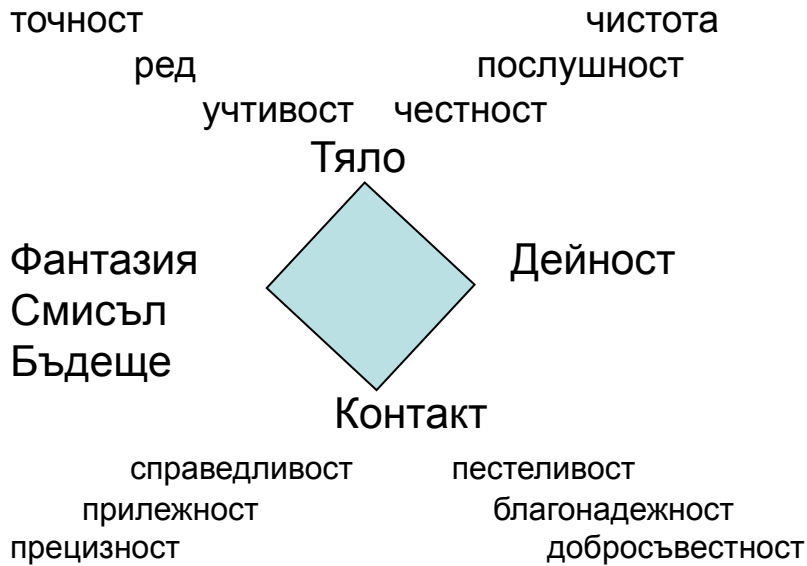 точност чистота
ред послушност
учтивост честност
Тяло
Фантазия Дейност
Смисъл
Бъдеще
Контакт
справедливост пестеливост
прилежност благонадежност
прецизност добросъвестност